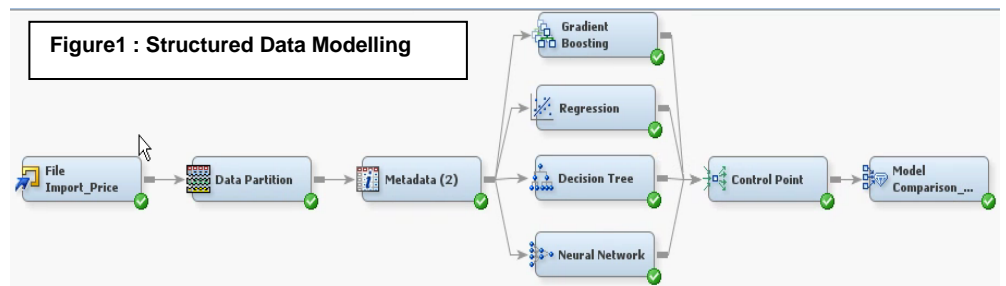 Figure1 : Structured Data Modelling
Gradient
Boosting
Regression
File
Import_Price
Data Partition
Metadata (2)
Decision Tree
Control Point
Model
Comparison_...
Neural Network